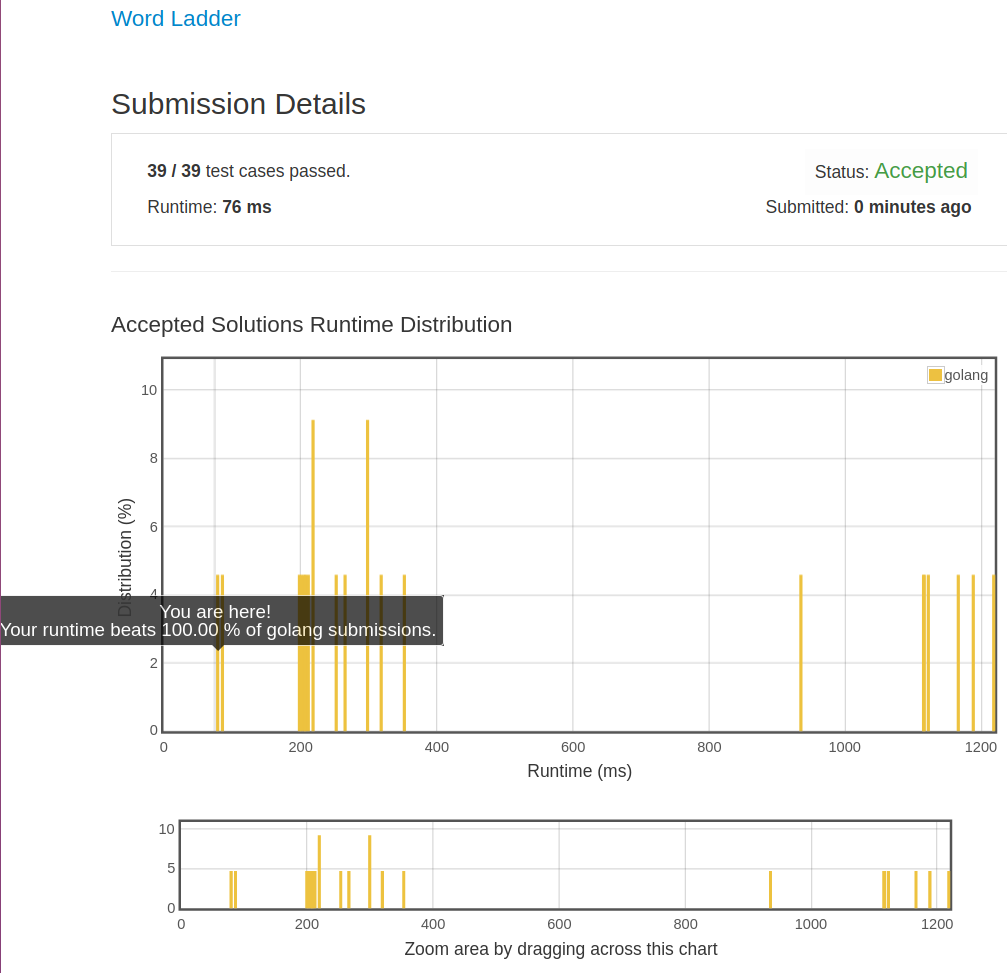 Word Ladder
Submission Details
39 / 39 test cases passed.
Status: Accepted
Runtime: 76 ms
Submitted: 0 minutes ago
Accepted Solutions Runtime Distribution
golang
10
8
6
4
2
0
Distribution (%)
You are here!
Your runtime beats 100.00 % of golang submissions.
0 200 400 600 800 1000 1200
Runtime (ms)
10
5
0
0 200 400 600 800 1000 1200
Zoom area by dragging across this chart